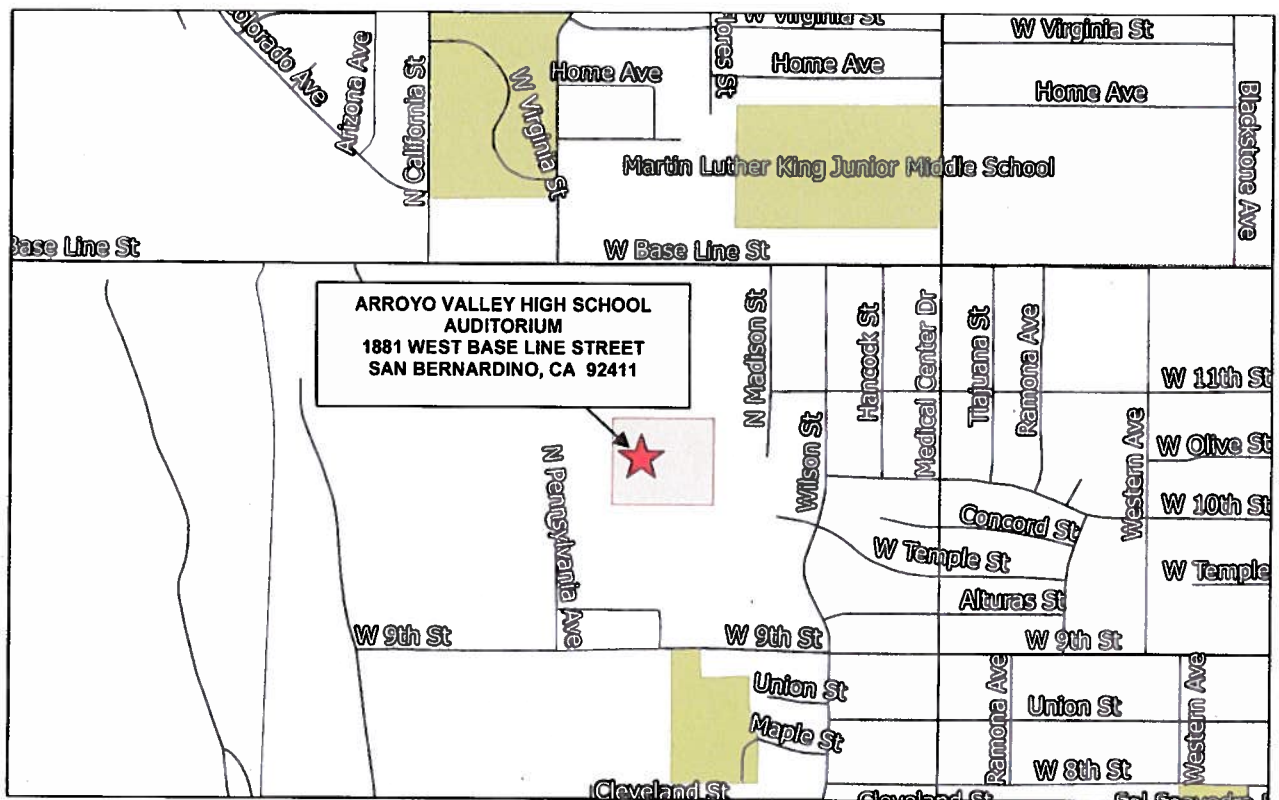 W Virginia St
W Virginia St
Colorado Ave
Arizona Ave
N California St
W Virginia St
Home Ave
Flores St
Home Ave
Home Ave
Blackstone Ave
Martin Luther King Junior Middle School
Base Line St
W Base Line St
ARROYO VALLEY HIGH SCHOOL
AUDITORIUM
1881 WEST BASE LINE STREET
SAN BERNARDINO, CA 92411
N Madison St
Wilson St
Hancock St
Medical Center Dr
Tiajuana St
Ramona Ave
Western Ave
W 11th St
W Olive St
W 10th St
N Pennsylvania Ave
Concord St
W Temple St
W Temple
Alturas St
W 9th St
W 9th St
W 9th St
Union St
Maple St
Ramona Ave
Union St
Western Ave
W 8th St
Cleveland St
Cleveland St